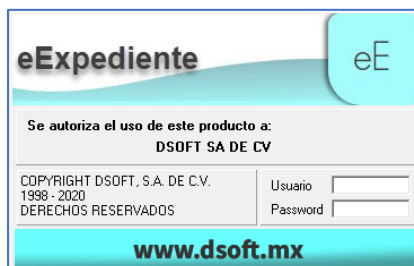 eExpediente
eE
Se autoriza el uso de este producto a:
DSOFT SA DE CV
COPYRIGHT DSOFT, S.A. DE C.V.
1998 - 2020
DERECHOS RESERVADOS
Usuario
Password
www.dsoft.mx